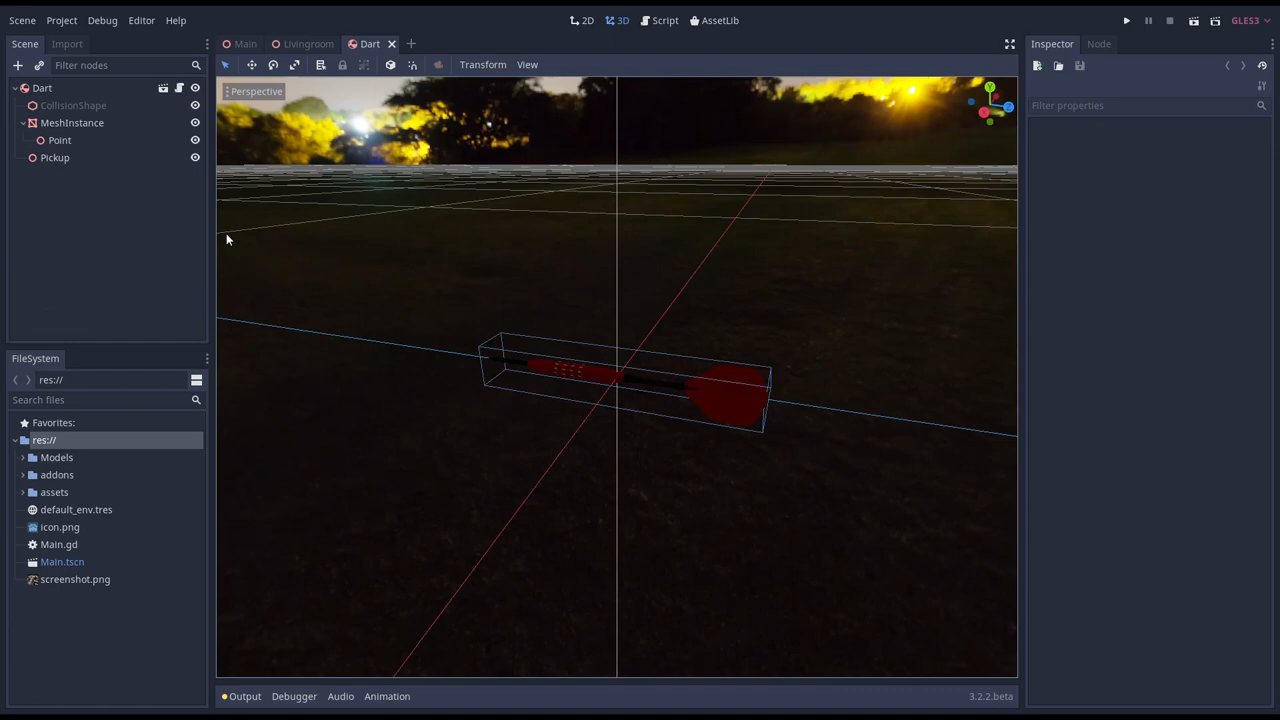 Scene Project Debug Editor Help 2D 3D Script AssetLib GLES3
Scene Import Main Livingroom Dart Inspector Node
Filter nodes Transform View
Dart Perspective
CollisionShape Filter properties
MeshInstance
Point
Pickup
FileSystem
res://
Search files
Favorites:
res://
Models
addons
assets
default_env.tres
icon.png
Main.gd
Main.tscn
screenshot.png
Output Debugger Audio Animation 3.2.2.beta